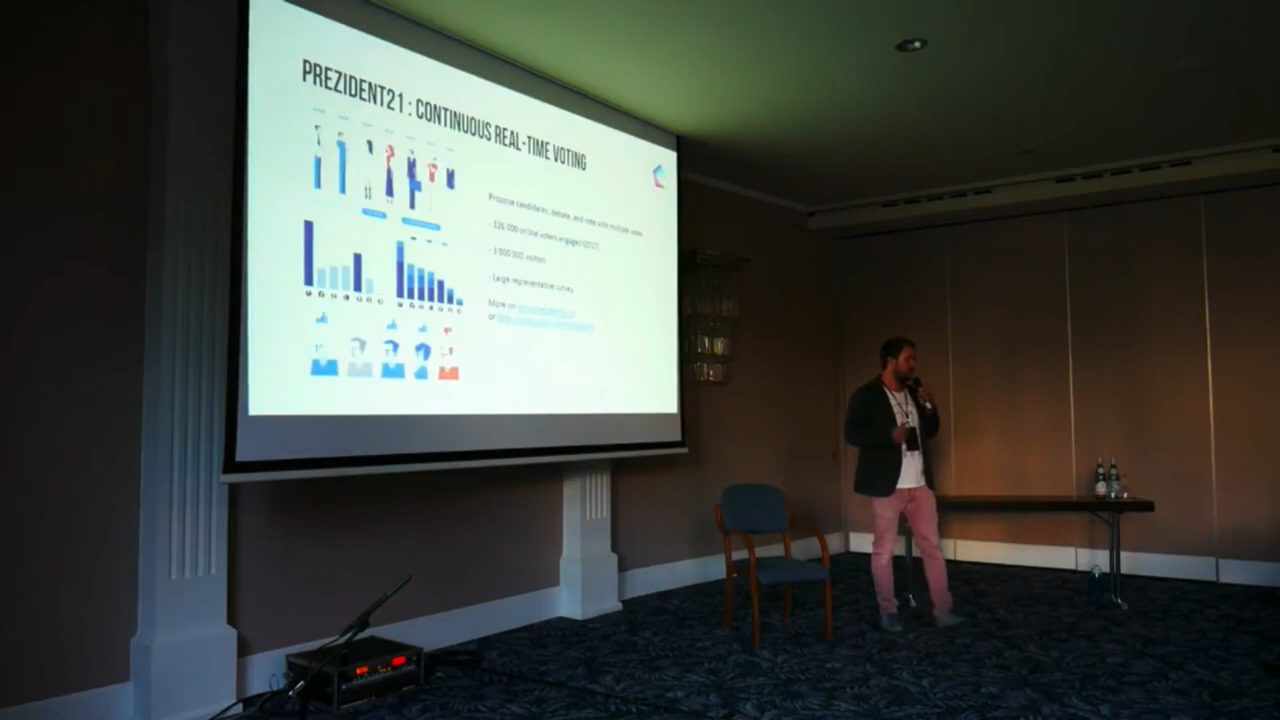 PREZIDENT21 : CONTINUOUS REAL-TIME VOTING
Propose candidates, debate, and vote with multiple votes
- 326 000 online voters engaged (2017)
- 3 000 000 visitors
- Large representative survey
More on
or